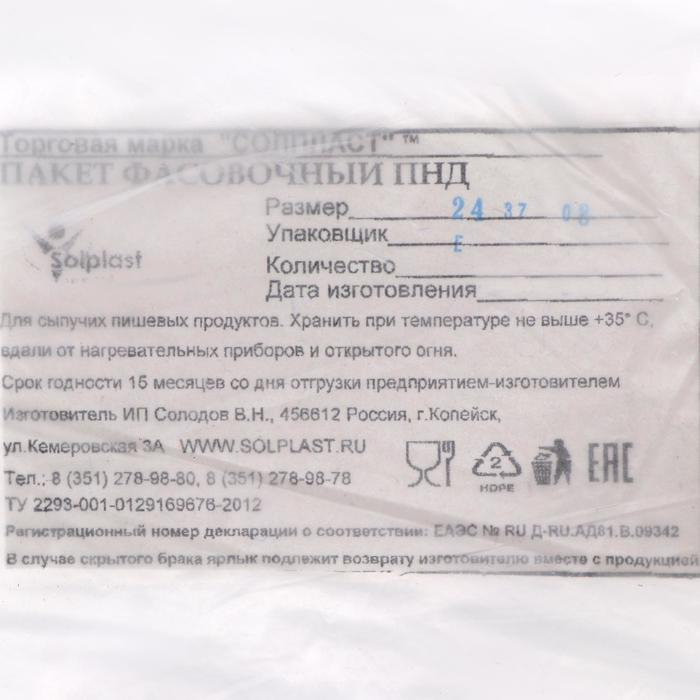 Торговая марка "СОЛПЛАСТ" ™
ПАКЕТ ФАСОВОЧНЫЙ ПНД
Размер 24 37 08
Упаковщик Е
Solplast
Количество
Дата изготовления
Для сыпучих пишевых продуктов. Хранить при температуре не выше +35° С,
вдали от нагревательных приборов и открытого огня.
Срок годности 15 месяцев со дня отгрузки предприятием-изготовителем
Изготовитель ИП Солодов В.Н., 456612 Россия, г.Копейск,
ул.Кемеровская 3А WWW.SOLPLAST.RU
Тел.: 8 (351) 278-98-80, 8 (351) 278-98-78
2
HDPE
EAC
ТУ 2293-001-0129169676-2012
Регистрационный номер декларации о соответствии: ЕАЭС № RU Д-RU.АД81.В.09342
В случае скрытого брака ярлык подлежит возврату изготовителю вместе с продукцией